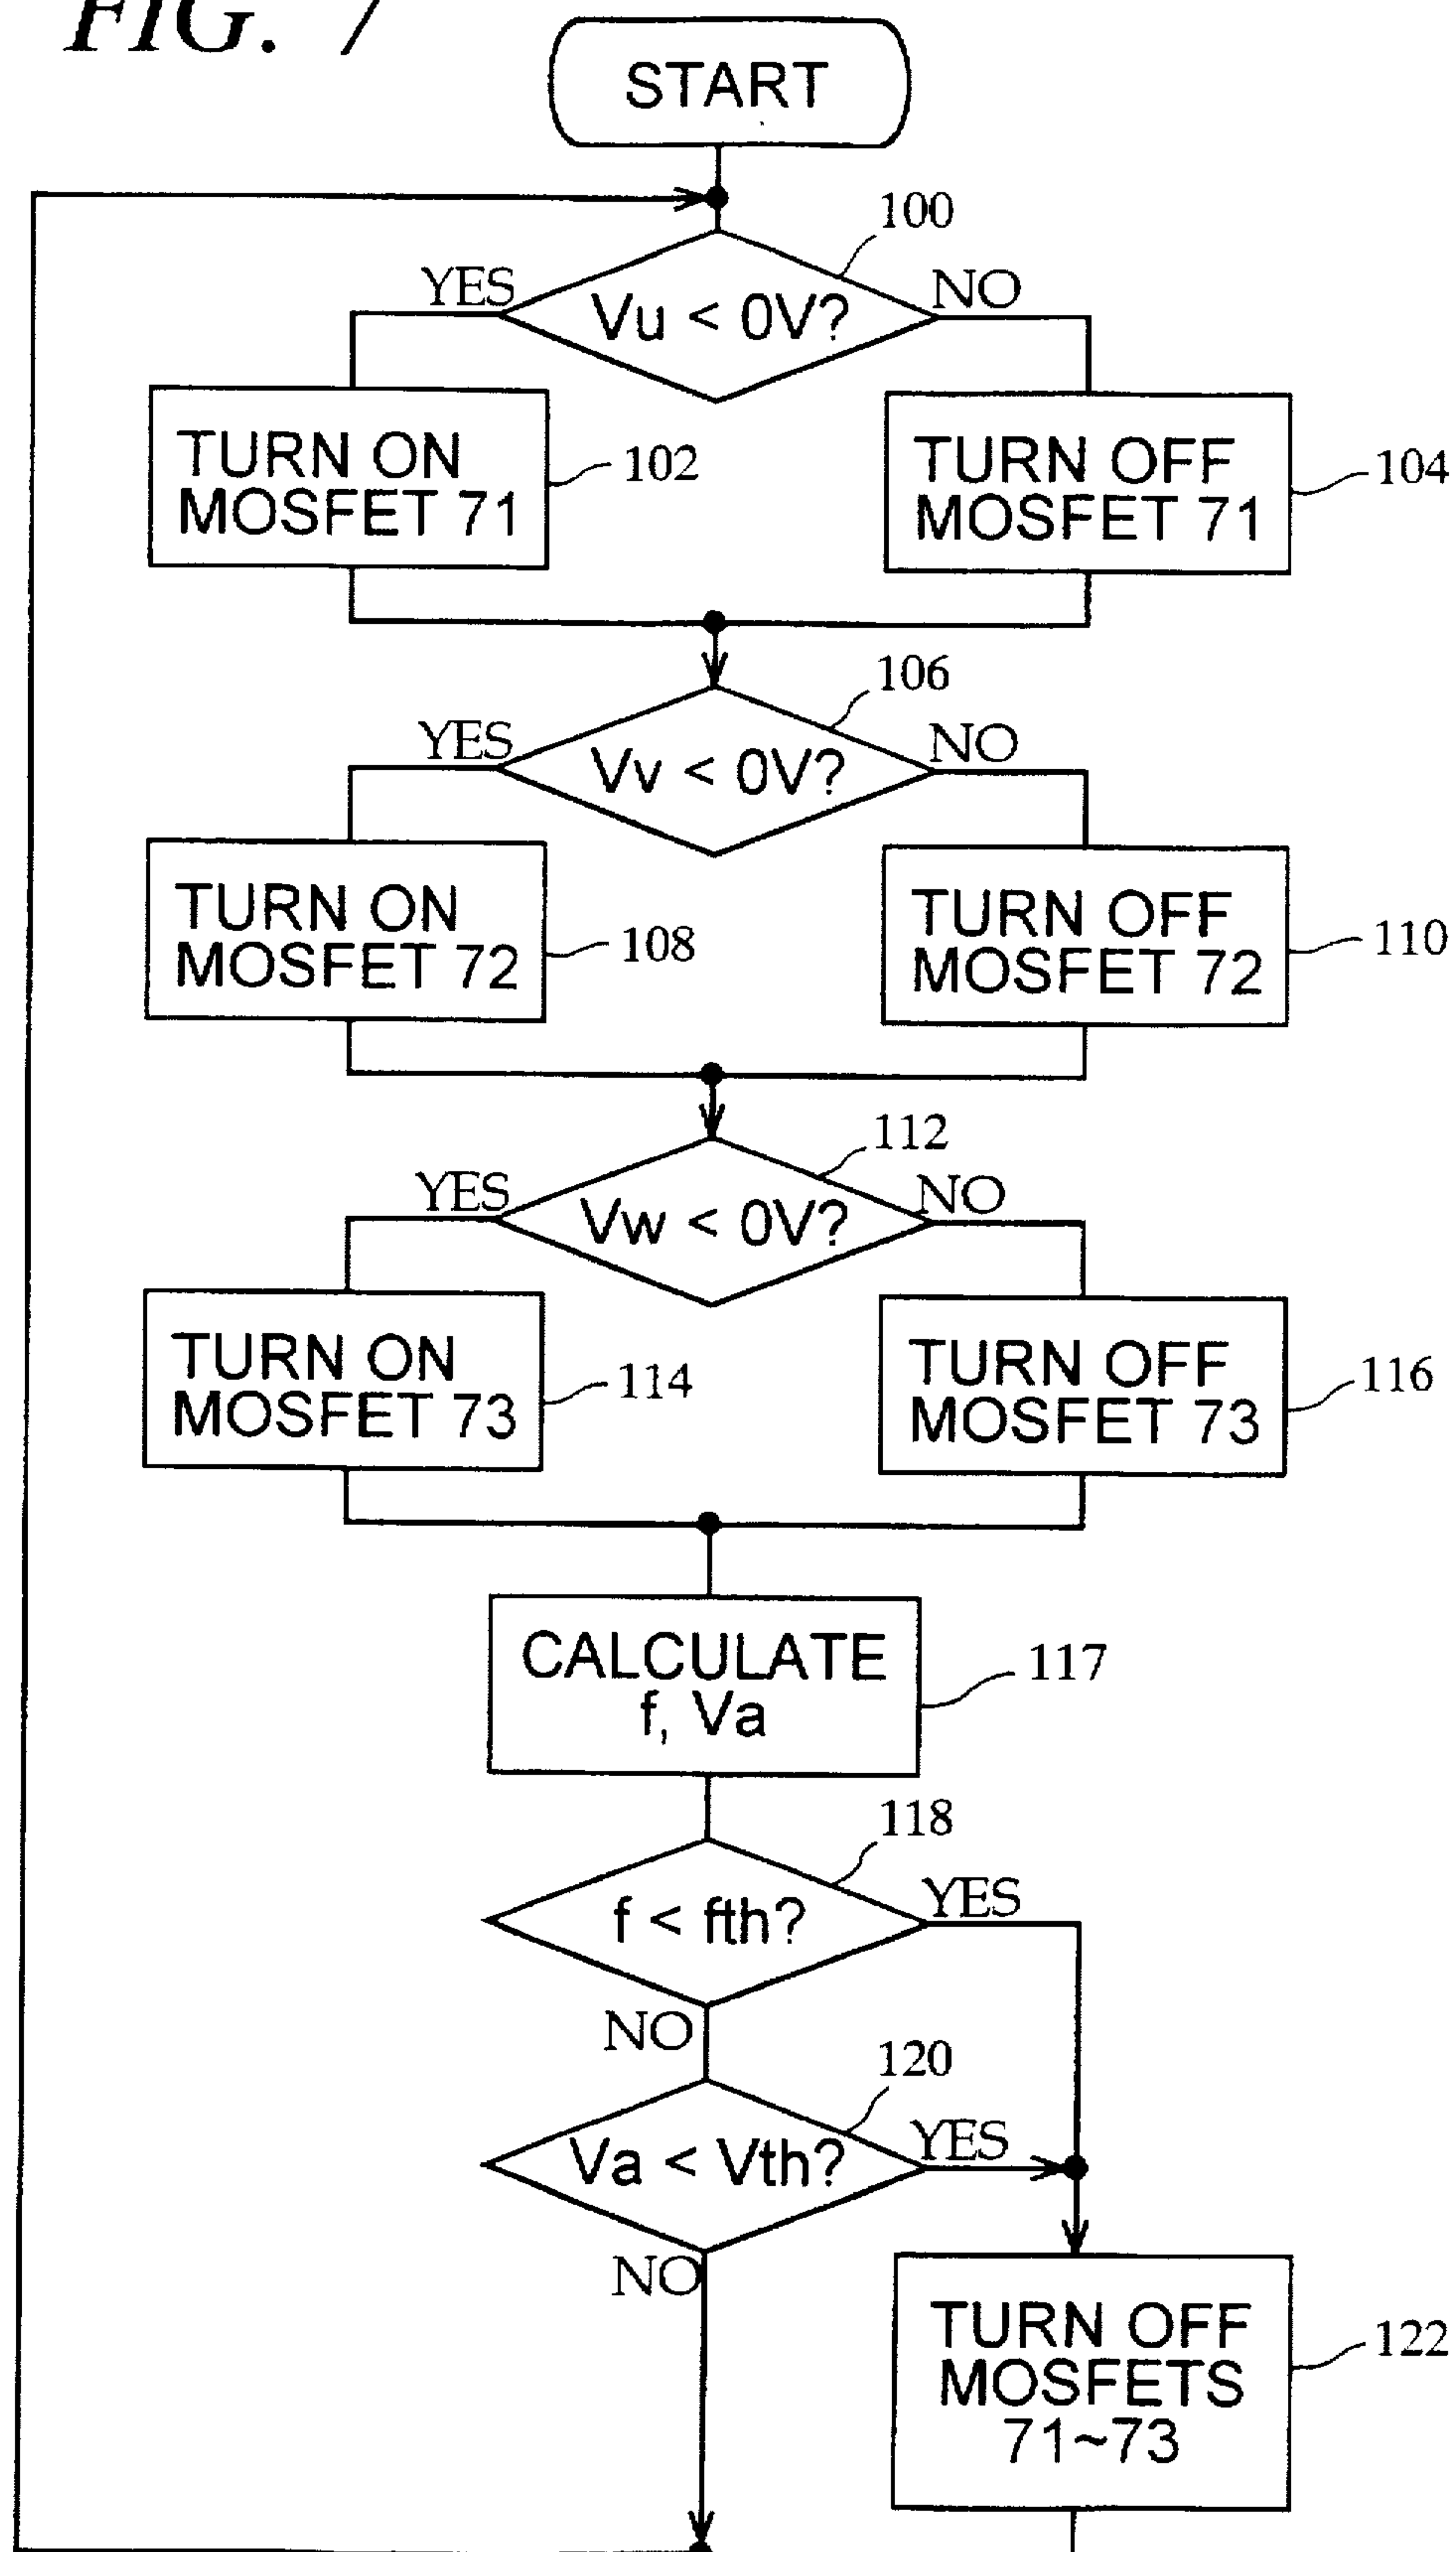 FIG. 7
START
100
YES
NO
Vu < 0V?
TURN ON
MOSFET 71
102
TURN OFF
MOSFET 71
104
106
YES
NO
Vv < 0V?
TURN ON
MOSFET 72
108
TURN OFF
MOSFET 72
110
112
YES
NO
Vw < 0V?
TURN ON
MOSFET 73
114
TURN OFF
MOSFET 73
116
CALCULATE
f, Va
117
118
YES
f < fth?
NO
120
YES
Va < Vth?
NO
TURN OFF
MOSFETS
71~73
122